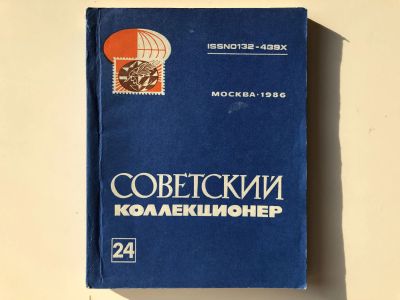 ISSN0132-439X
МОСКВА·1986
СОВЕТСКИЙ
КОЛЛЕКЦИОНЕР
24